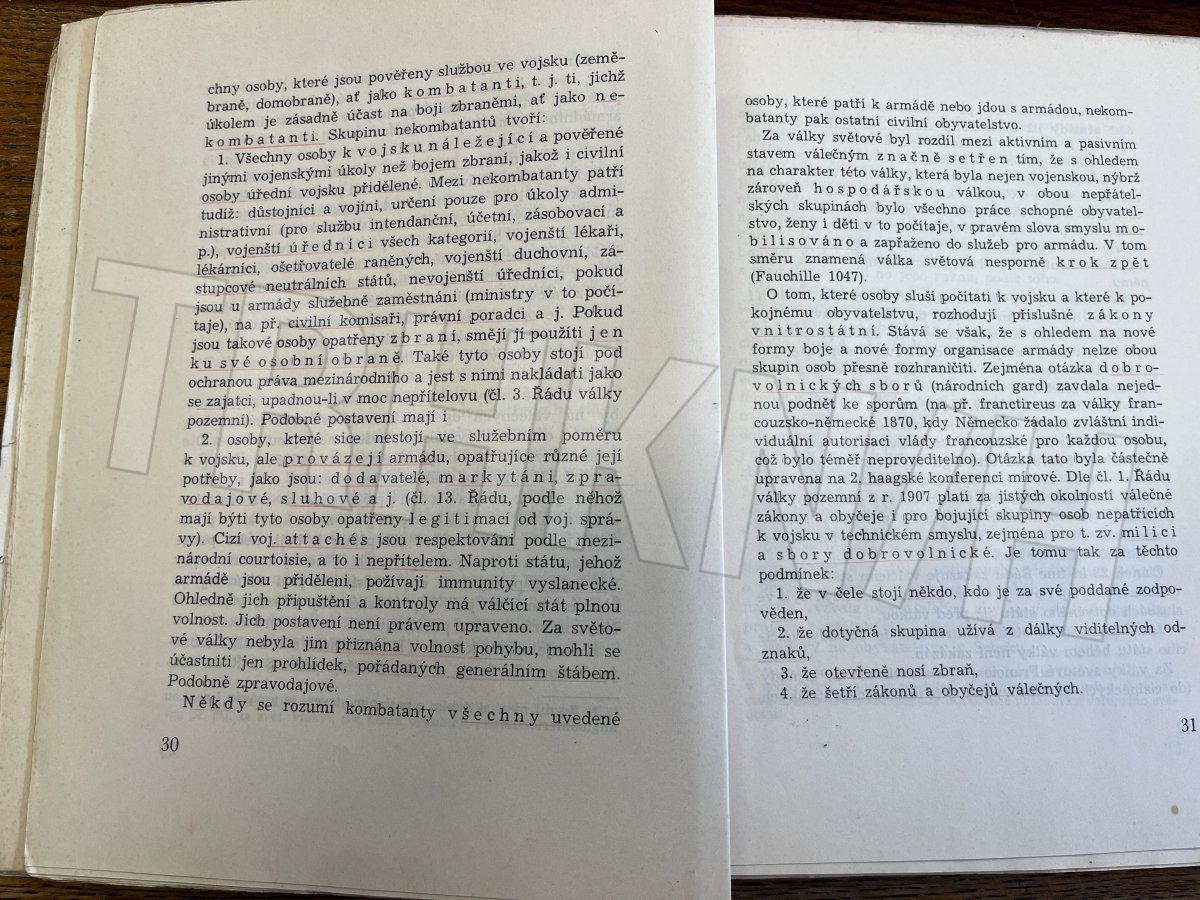 chny osoby, které jsou pověřeny službou ve vojsku (země-
braně, domobraně), ať jako kombatanti, t. j. ti, jichž
úkolem je zásadně účast na boji zbraněmi, ať jako ne-
kombatanti. Skupinu nekombatantů tvoří:
1. Všechny osoby k vojsku náležející a pověřené
jinými vojenskými úkoly než bojem zbraní, jakož i civilní
osoby úřední vojsku přidělené. Mezi nekombatanty patří
tudíž: důstojníci a vojíni, určení pouze pro úkoly admi-
nistrativní (pro službu intendanční, účetní, zásobovací a
p.), vojenští úředníci všech kategorií, vojenští lékaři,
lékárníci, ošetřovatelé raněných, vojenští duchovní, zá-
stupcové neutrálních států, nevojenští úředníci, pokud
jsou u armády služebně zaměstnáni (ministry v to počí-
taje), na př. civilní komisaři, právní poradci a j. Pokud
jsou takové osoby opatřeny zbraní, smějí jí použíti jen
ku své osobní obraně. Také tyto osoby stojí pod
ochranou práva mezinárodního a jest s nimi nakládati jako
se zajatci, upadnou-li v moc nepřítelovu (čl. 3. Řádu války
pozemní). Podobné postavení mají i
2. osoby, které sice nestojí ve služebním poměru
k vojsku, ale provázejí armádu, opatřujíce různé její
potřeby, jako jsou: dodavatelé, markytáni, zpra-
vodajové, sluhové a j. (čl. 13. Řádu, podle něhož
mají býti tyto osoby opatřeny legitimací od voj. sprá-
vy). Cizí voj. attachés jsou respektováni podle mezi-
národní courtoisie, a to i nepřítelem. Naproti státu, jehož
armádě jsou přiděleni, požívají immunity vyslanecké.
Ohledně jich připuštění a kontroly má válčící stát plnou
volnost. Jich postavení není právem upraveno. Za světo-
vé války nebyla jim přiznána volnost pohybu, mohli se
účastniti jen prohlídek, pořádaných generálním štábem.
Podobně zpravodajové.
Někdy se rozumí kombatanty všechny uvedené
30
osoby, které patří k armádě nebo jdou s armádou, nekom-
batanty pak ostatní civilní obyvatelstvo.
Za války světové byl rozdíl mezi aktivním a pasivním
stavem válečným značně setřen tím, že s ohledem
na charakter této války, která byla nejen vojenskou, nýbrž
zároveň hospodářskou válkou, v obou nepřátel-
ských skupinách bylo všechno práce schopné obyvatel-
stvo, ženy i děti v to počítaje, v pravém slova smyslu mo-
bilisováno a zapřaženo do služeb pro armádu. V tom
směru znamená válka světová nesporně krok zpět
(Fauchille 1047).
O tom, které osoby sluší počítati k vojsku a které k po-
kojnému obyvatelstvu, rozhodují příslušné zákony
vnitrostátní. Stává se však, že s ohledem na nové
formy boje a nové formy organisace armády nelze obou
skupin osob přesně rozhraničiti. Zejména otázka dobro-
volnických sborů (národních gard) zavdala nejed-
nou podnět ke sporům (na př. franctireus za války fran-
couzsko-německé 1870, kdy Německo žádalo zvláštní indi-
viduální autorisaci vlády francouzské pro každou osobu,
což bylo téměř neproveditelno). Otázka tato byla částečně
upravena na 2. haagské konferenci mírové. Dle čl. 1. Řádu
války pozemní z r. 1907 platí za jistých okolností válečné
zákony a obyčeje i pro bojující skupiny osob nepatřících
k vojsku v technickém smyslu, zejména pro t. zv. milici
a sbory dobrovolnické. Je tomu tak za těchto
podmínek:
1. že v čele stojí někdo, kdo je za své poddané zodpo-
věden,
2. že dotyčná skupina užívá z dálky viditelných od-
znaků,
3. že otevřeně nosí zbraň,
4. že šetří zákonů a obyčejů válečných.
31
TRHKNIH